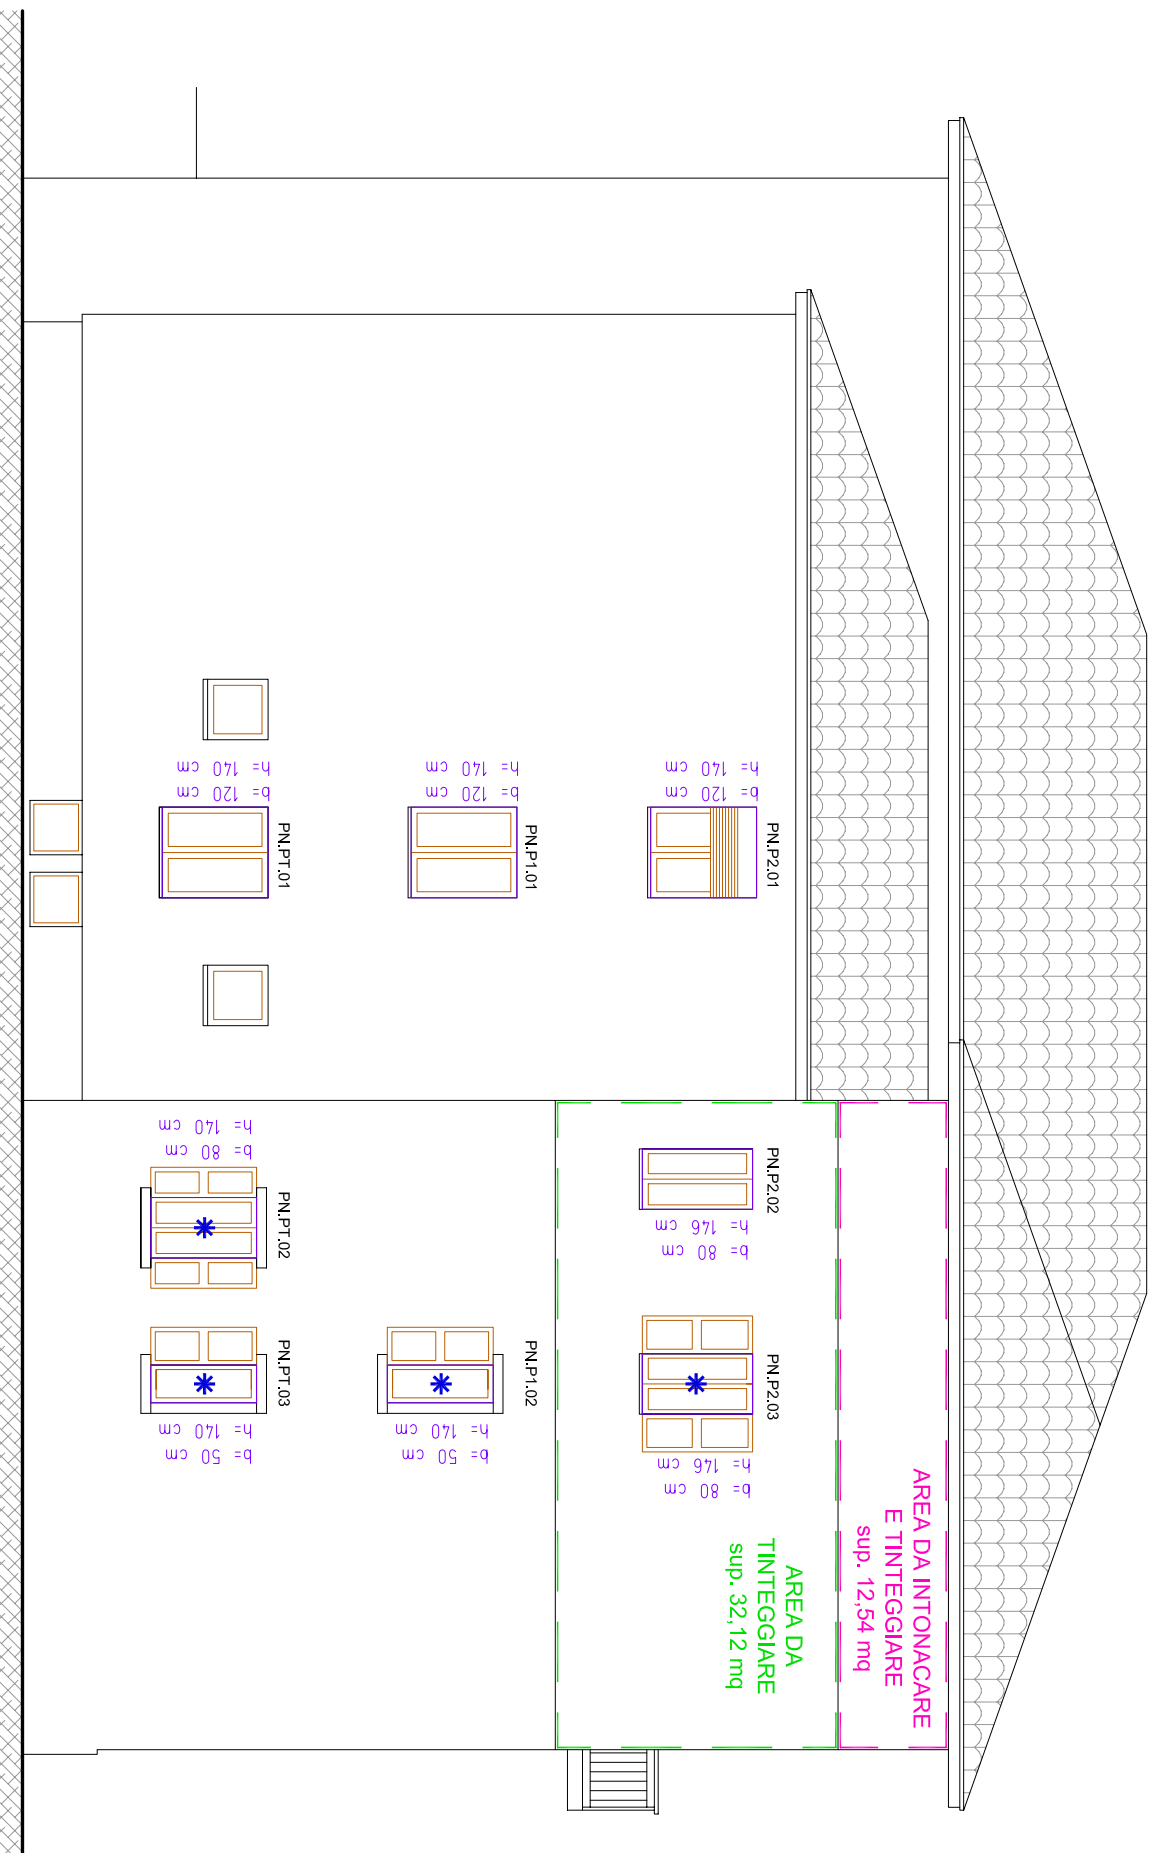 AREA DA INTONACARE
E TINTEGGIARE
sup. 12,54 mq
AREA DA
TINTEGGIARE
sup. 32,12 mq
PN.P2.01
b= 120 cm
h= 140 cm
PN.P2.02
b= 80 cm
h= 146 cm
PN.P2.03
b= 80 cm
h= 146 cm
PN.P1.01
b= 120 cm
h= 140 cm
PN.P1.02
b= 50 cm
h= 140 cm
PN.PT.01
b= 120 cm
h= 140 cm
PN.PT.02
b= 80 cm
h= 140 cm
PN.PT.03
b= 50 cm
h= 140 cm